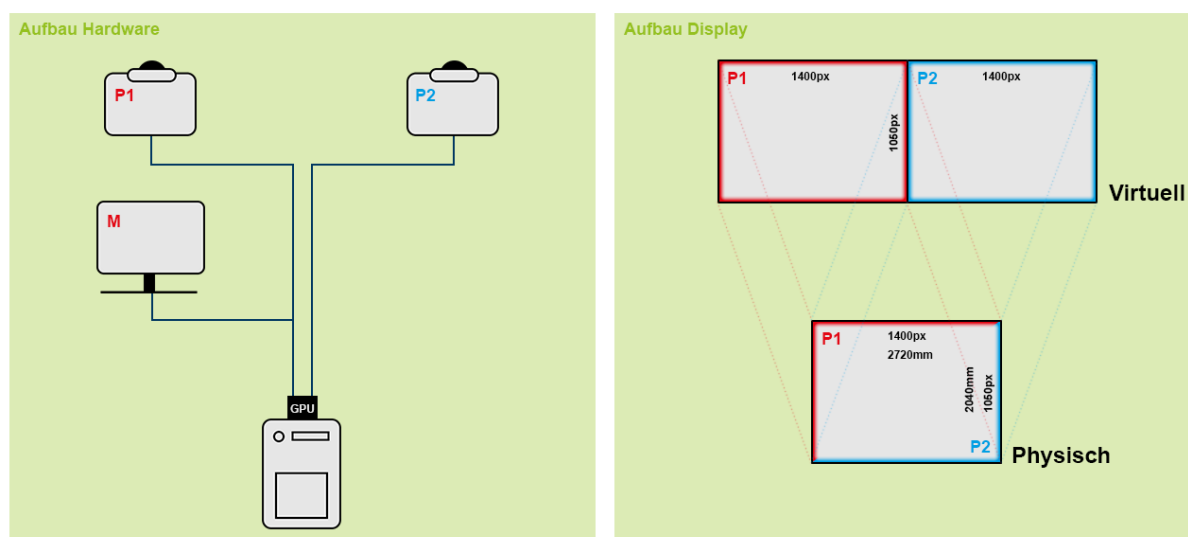 Aufbau Hardware
P1
P2
M
GPU
Aufbau Display
P1
1400px
P2
1400px
1050px
Virtuell
P1
1400px
2720mm
2040mm
1050px
P2
Physisch